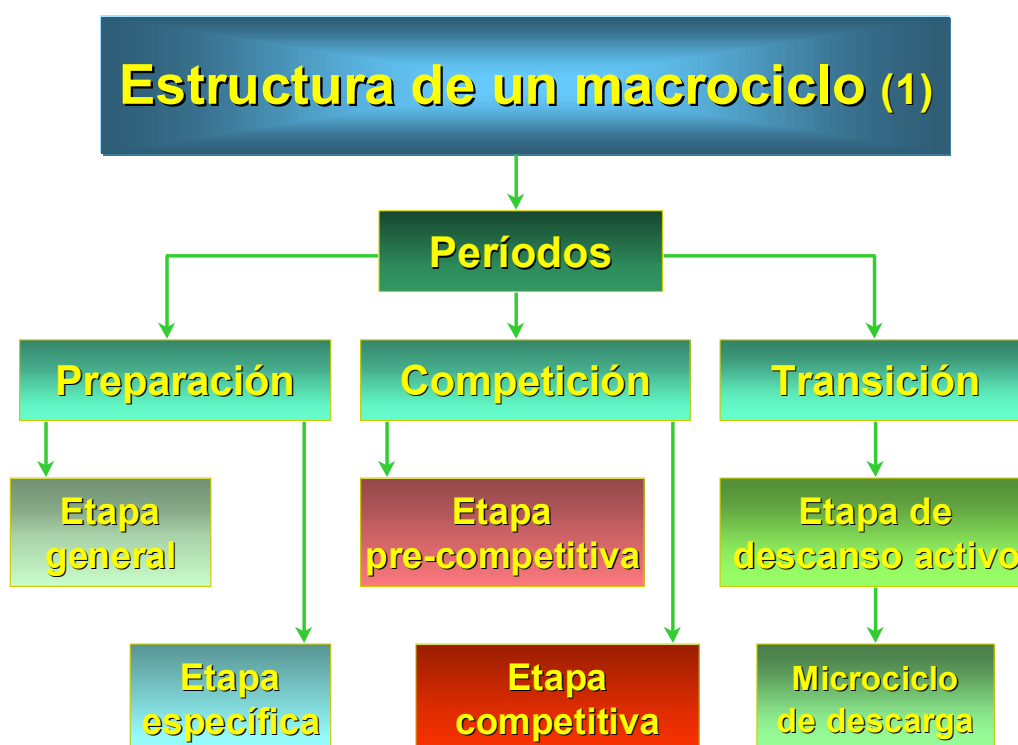 Estructura de un macrociclo (1)
Períodos
Preparación
Competición
Transición
Etapa
general
Etapa
pre-competitiva
Etapa de
descanso activo
Etapa
específica
Etapa
competitiva
Microciclo
de descarga